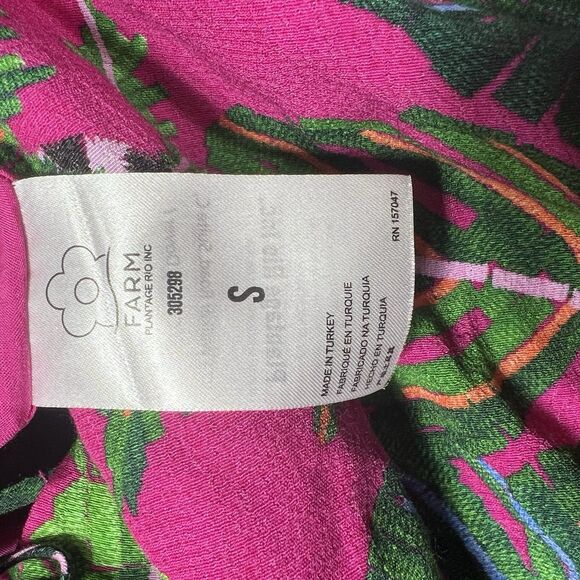 FARM
PLANTAGE RIO INC
305298
S
MADE IN TURKEY
FABRIQUÉ EN TURQUIE
FABRICADO NA TURQUIA
HECHO EN TURQUIA
RN 157047